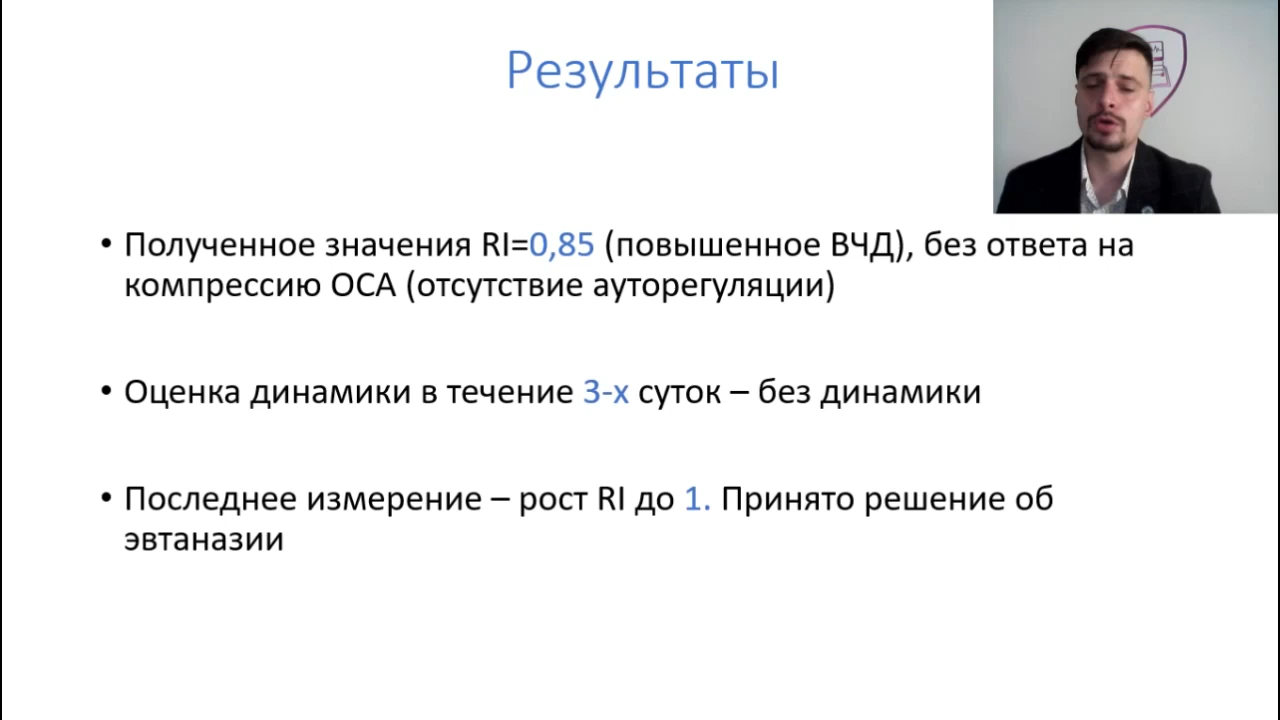 Результаты
• Полученное значения RI=0,85 (повышенное ВЧД), без ответа на
компрессию ОСА (отсутствие ауторегуляции)
• Оценка динамики в течение 3-х суток – без динамики
• Последнее измерение – рост RI до 1. Принято решение об
эвтаназии